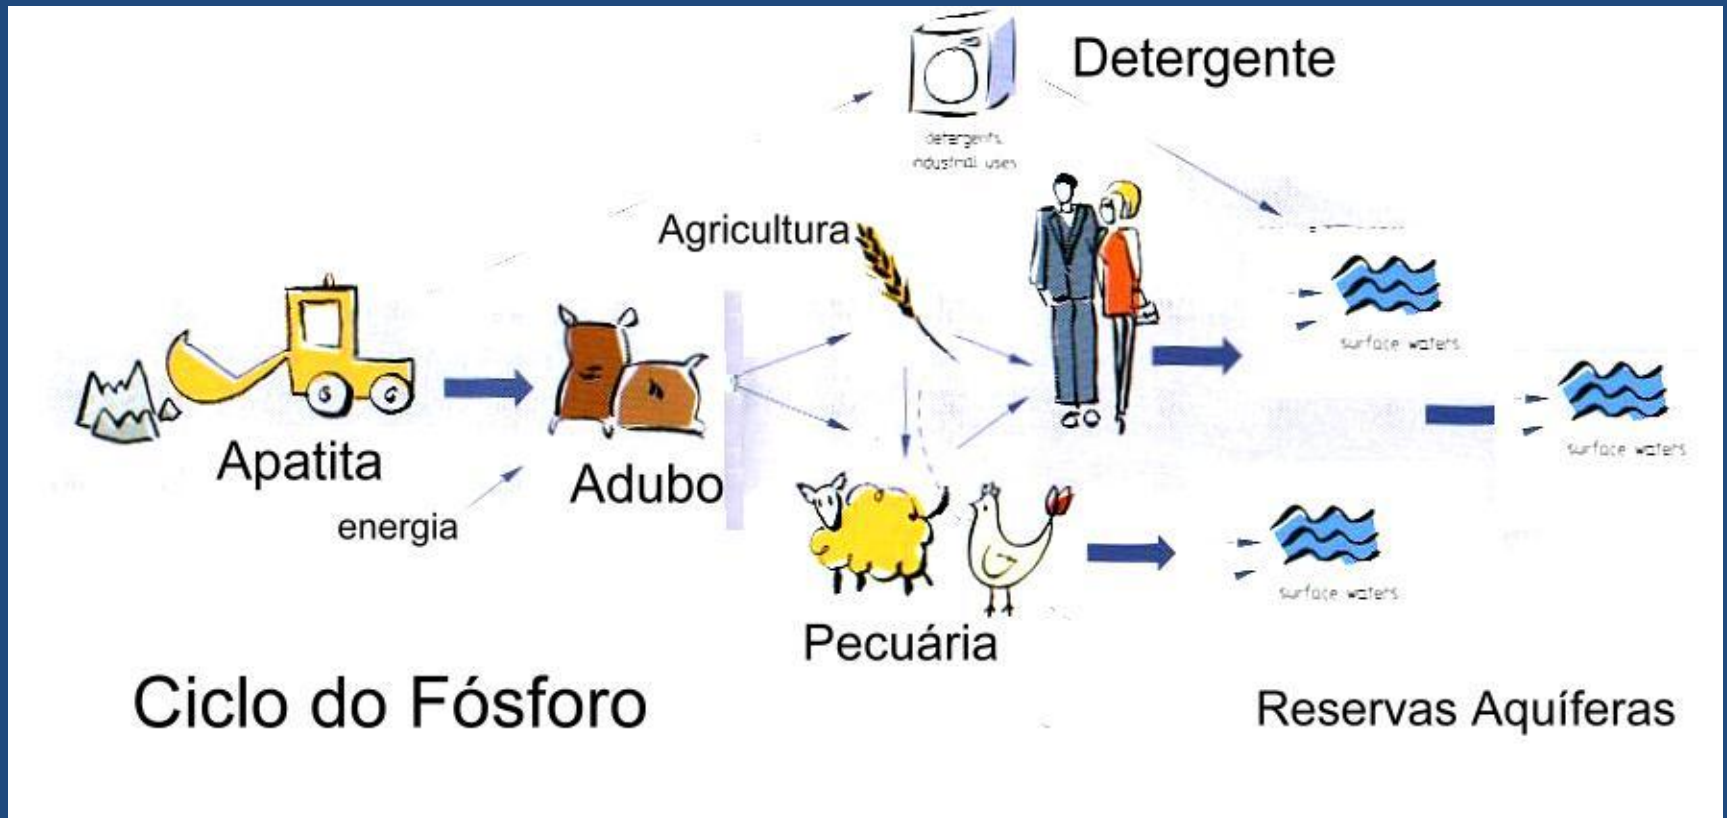 Detergente
detergents,
industrial uses
Agricultura
surface waters
Apatita
surface waters
Adubo
energia
surface waters
Pecuária
Ciclo do Fósforo
Reservas Aquíferas